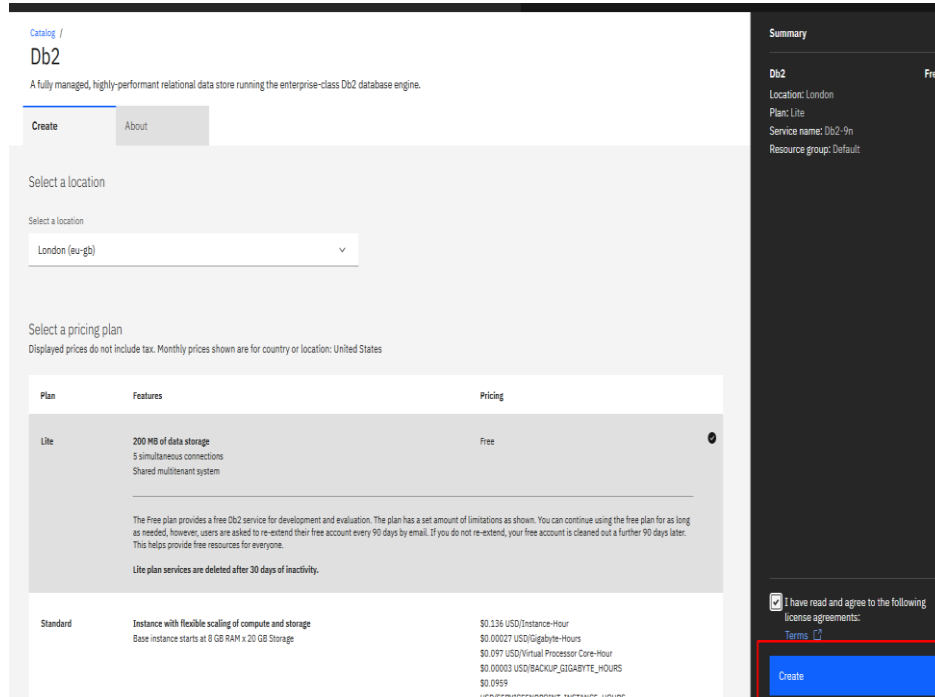 Catalog /
Db2
A fully managed, highly-performant relational data store running the enterprise-class Db2 database engine.
Create
About
Select a location
Select a location
London (eu-gb)
Select a pricing plan
Displayed prices do not include tax. Monthly prices shown are for country or location: United States
Plan Features Pricing
Lite 200 MB of data storage Free
5 simultaneous connections
Shared multitenant system
The Free plan provides a free Db2 service for development and evaluation. The plan has a set amount of limitations as shown. You can continue using the free plan for as long
as needed, however, users are asked to re-extend their free account every 90 days by email. If you do not re-extend, your free account is cleaned out a further 90 days later.
This helps provide free resources for everyone.
Lite plan services are deleted after 30 days of inactivity.
Standard Instance with flexible scaling of compute and storage $0.136 USD/Instance-Hour
Base instance starts at 8 GB RAM x 20 GB Storage $0.00027 USD/Gigabyte-Hours
$0.097 USD/Virtual Processor Core-Hour
$0.00003 USD/BACKUP_GIGABYTE_HOURS
$0.0959
USD/SERVICEENDPOINT_INSTANCE_HOURS
Summary
Db2 Fre
Location: London
Plan: Lite
Service name: Db2-9n
Resource group: Default
I have read and agree to the following
license agreements:
Terms
Create